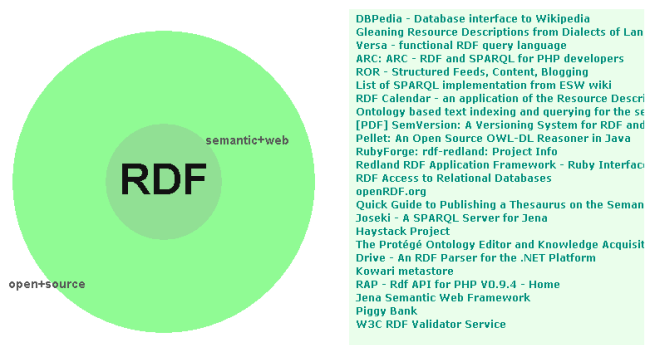 semantic+web
RDF
open+source
DBPedia - Database interface to Wikipedia
Gleaning Resource Descriptions from Dialects of Lan
Versa - functional RDF query language
ARC: ARC - RDF and SPARQL for PHP developers
ROR - Structured Feeds, Content, Blogging
List of SPARQL implementation from ESW wiki
RDF Calendar - an application of the Resource Descri
Ontology based text indexing and querying for the se
[PDF] SemVersion: A Versioning System for RDF and
Pellet: An Open Source OWL-DL Reasoner in Java
RubyForge: rdf-redland: Project Info
Redland RDF Application Framework - Ruby Interface
RDF Access to Relational Databases
openRDF.org
Quick Guide to Publishing a Thesaurus on the Seman
Joseki - A SPARQL Server for Jena
Haystack Project
The Protégé Ontology Editor and Knowledge Acquisit
Drive - An RDF Parser for the .NET Platform
Kowari metastore
RAP - Rdf API for PHP V0.9.4 - Home
Jena Semantic Web Framework
Piggy Bank
W3C RDF Validator Service